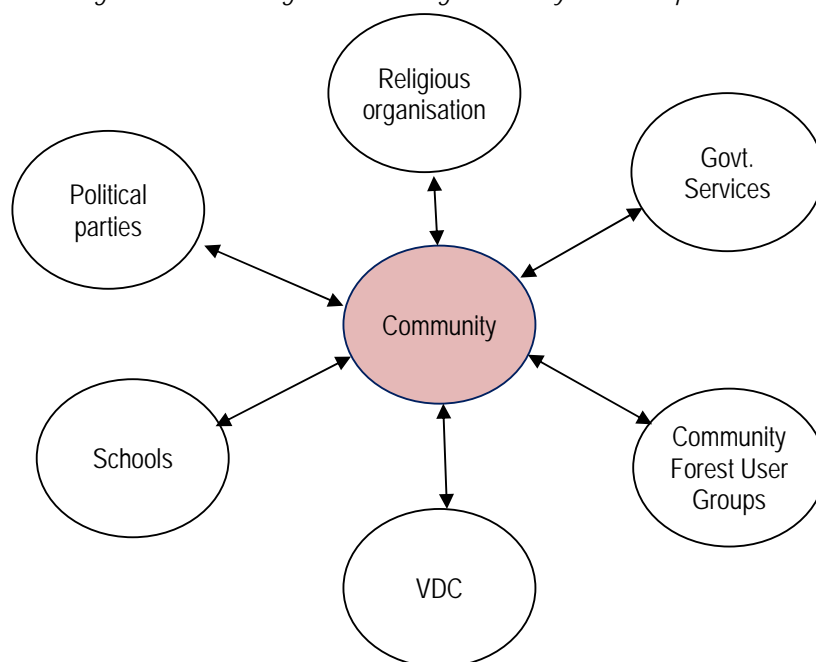 Religious
organisation
Govt.
Services
Political
parties
Community
Schools
Community
Forest User
Groups
VDC